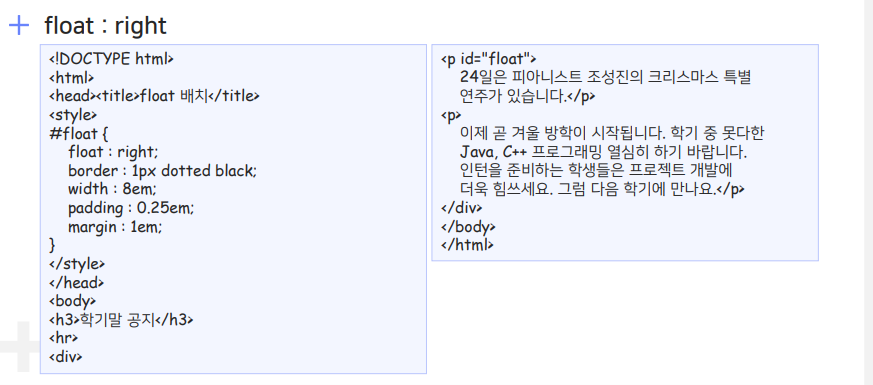 float : right
<!DOCTYPE html>
<html>
<head><title>float 배치</title>
<style>
#float {
float : right;
border : 1px dotted black;
width : 8em;
padding : 0.25em;
margin : 1em;
}
</style>
</head>
<body>
<h3>학기말 공지</h3>
<hr>
<div>
<p id="float">
24일은 피아니스트 조성진의 크리스마스 특별
연주가 있습니다.</p>
<p>
이제 곧 겨울 방학이 시작됩니다. 학기 중 못다한
Java, C++ 프로그래밍 열심히 하기 바랍니다.
인턴을 준비하는 학생들은 프로젝트 개발에
더욱 힘쓰세요. 그럼 다음 학기에 만나요.</p>
</div>
</body>
</html>